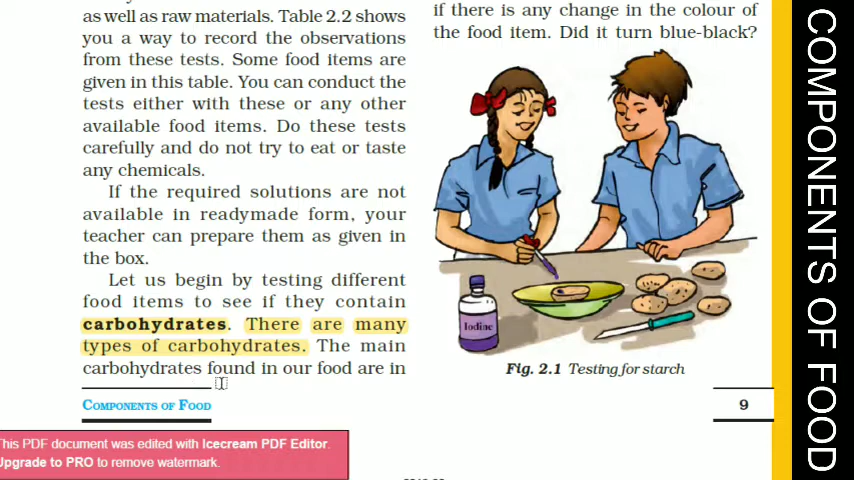 as well as raw materials. Table 2.2 shows
you a way to record the observations
from these tests. Some food items are
given in this table. You can conduct the
tests either with these or any other
available food items. Do these tests
carefully and do not try to eat or taste
any chemicals.
If the required solutions are not
available in readymade form, your
teacher can prepare them as given in
the box.
Let us begin by testing different
food items to see if they contain
carbohydrates. There are many
types of carbohydrates. The main
carbohydrates found in our food are in
if there is any change in the colour of
the food item. Did it turn blue-black?
Iodine
Fig. 2.1 Testing for starch
COMPONENTS OF FOOD
9
This PDF document was edited with Icecream PDF Editor.
Upgrade to PRO to remove watermark.
COMPONENTS OF FOOD